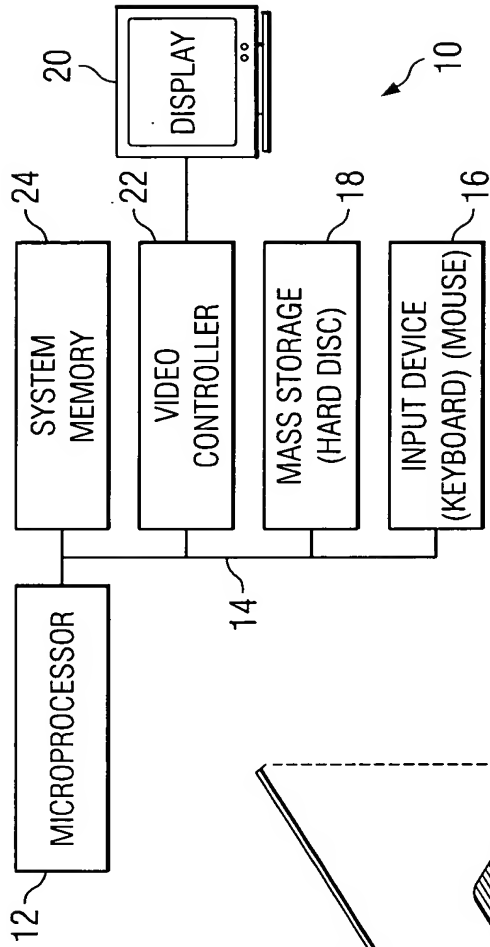 12
MICROPROCESSOR
14
24
SYSTEM
MEMORY
22
VIDEO
CONTROLLER
20
DISPLAY
18
MASS STORAGE
(HARD DISC)
16
INPUT DEVICE
(KEYBOARD) (MOUSE)
10